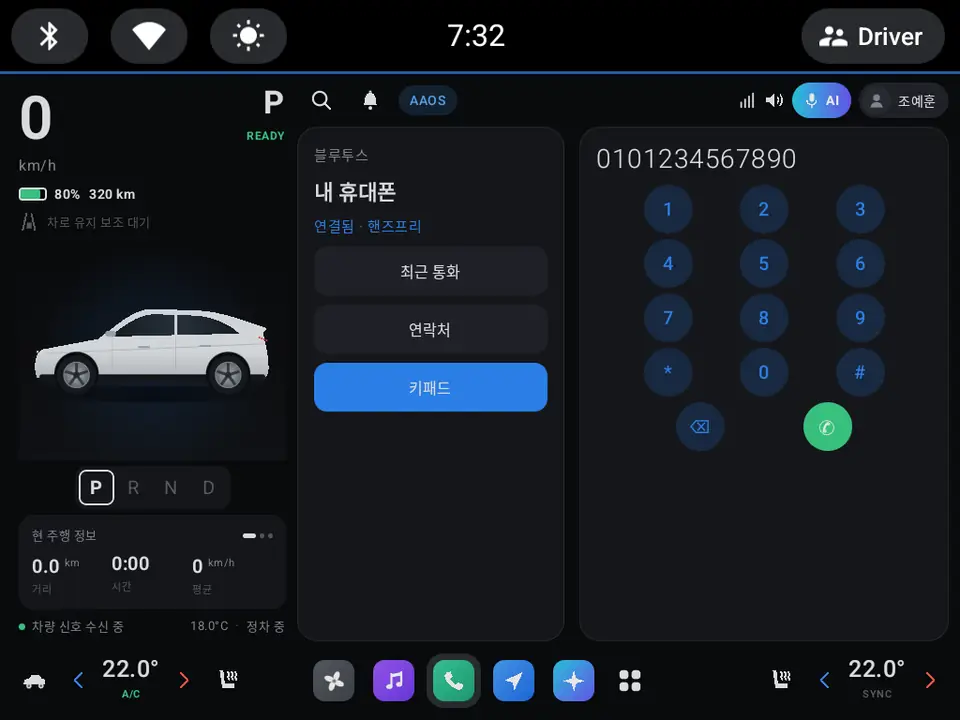 7:32
Driver
0
P
READY
km/h
80% 320 km
차로 유지 보조 대기
P R N D
현 주행 정보
0.0 km
거리
0:00
시간
0 km/h
평균
차량 신호 수신 중
18.0°C · 정차 중
AAOS
AI
조예훈
블루투스
내 휴대폰
연결됨 · 핸즈프리
최근 통화
연락처
키패드
0101234567890
1 2 3
4 5 6
7 8 9
* 0 #
22.0°
A/C
22.0°
SYNC